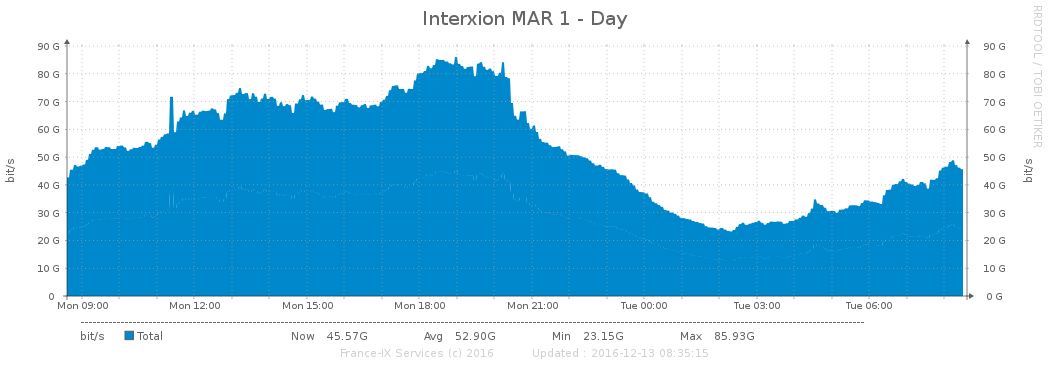 Interxion MAR 1 - Day
RRDTOOL / TOBI OETIKER
90 G 90 G
80 G 80 G
70 G 70 G
60 G 60 G
50 G 50 G
40 G 40 G
30 G 30 G
20 G 20 G
10 G 10 G
0 0 G
bit/s
bit/s
Mon 09:00 Mon 12:00 Mon 15:00 Mon 18:00 Mon 21:00 Tue 00:00 Tue 03:00 Tue 06:00
bit/s Total Now 45.57G Avg 52.90G Min 23.15G Max 85.93G
France-IX Services (c) 2016 Updated : 2016-12-13 08:35:15